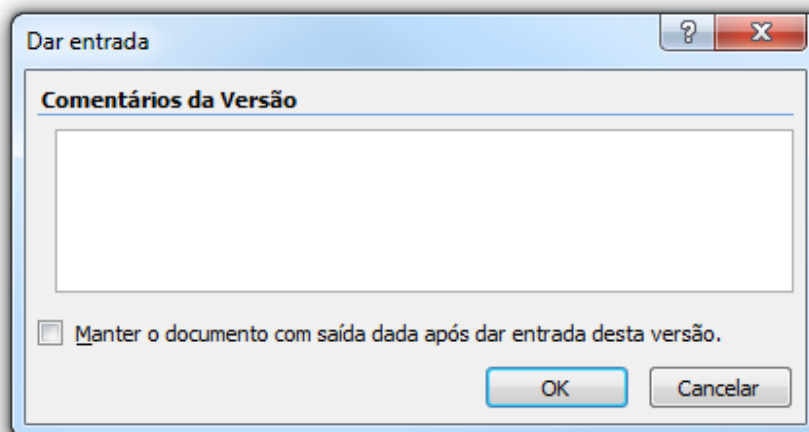 Dar entrada
Comentários da Versão
Manter o documento com saída dada após dar entrada desta versão.
OK
Cancelar